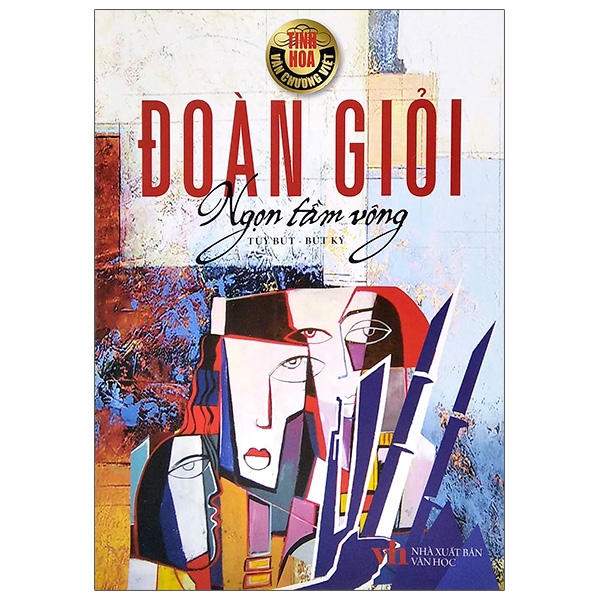 TINH
HOA
VĂN CHƯƠNG VIỆT
ĐOÀN GIỎI
Ngọn tầm vông
TÙY BÚT - BÚT KÝ
vh NHÀ XUẤT BẢN
VĂN HỌC